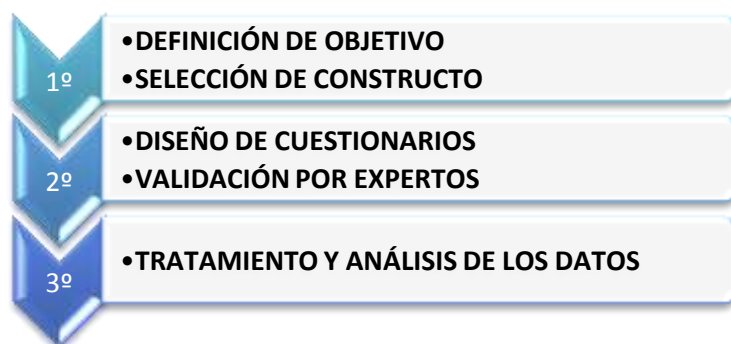 1º
•DEFINICIÓN DE OBJETIVO
•SELECCIÓN DE CONSTRUCTO
2º
•DISEÑO DE CUESTIONARIOS
•VALIDACIÓN POR EXPERTOS
3º
•TRATAMIENTO Y ANÁLISIS DE LOS DATOS